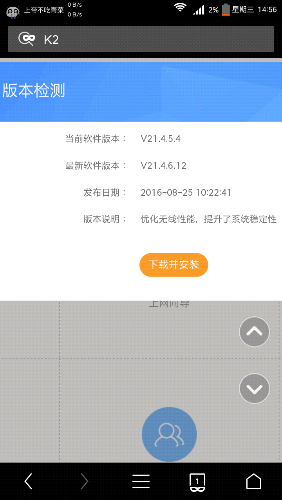 上帝不吃青菜 0 B/s 0 B/s 2% 星期三 14:56
K2
版本检测
当前软件版本： V21.4.5.4
最新软件版本： V21.4.6.12
发布日期： 2016-08-25 10:22:41
版本说明： 优化无线性能，提升了系统稳定性
下载并安装
上网向导
1